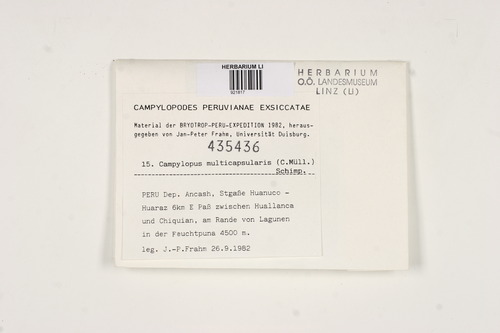 HERBARIUM LI
921817
HERBARIUM
O.Ö. LANDESMUSEUM
LINZ (LI)
CAMPYLOPODES PERUVIANAE EXSICCATAE
Material der BRYOTROP-PERU-EXPEDITION 1982, heraus-
gegeben von Jan-Peter Frahm, Universität Duisburg.
435436
15. Campylopus multicapsularis (C.Müll.)
Schimp.
PERU Dep. Ancash, Stgaße Huanuco -
Huaraz 6km E Paß zwischen Huallanca
und Chiquian, am Rande von Lagunen
in der Feuchtpuna 4500 m.
leg. J.-P.Frahm 26.9.1982